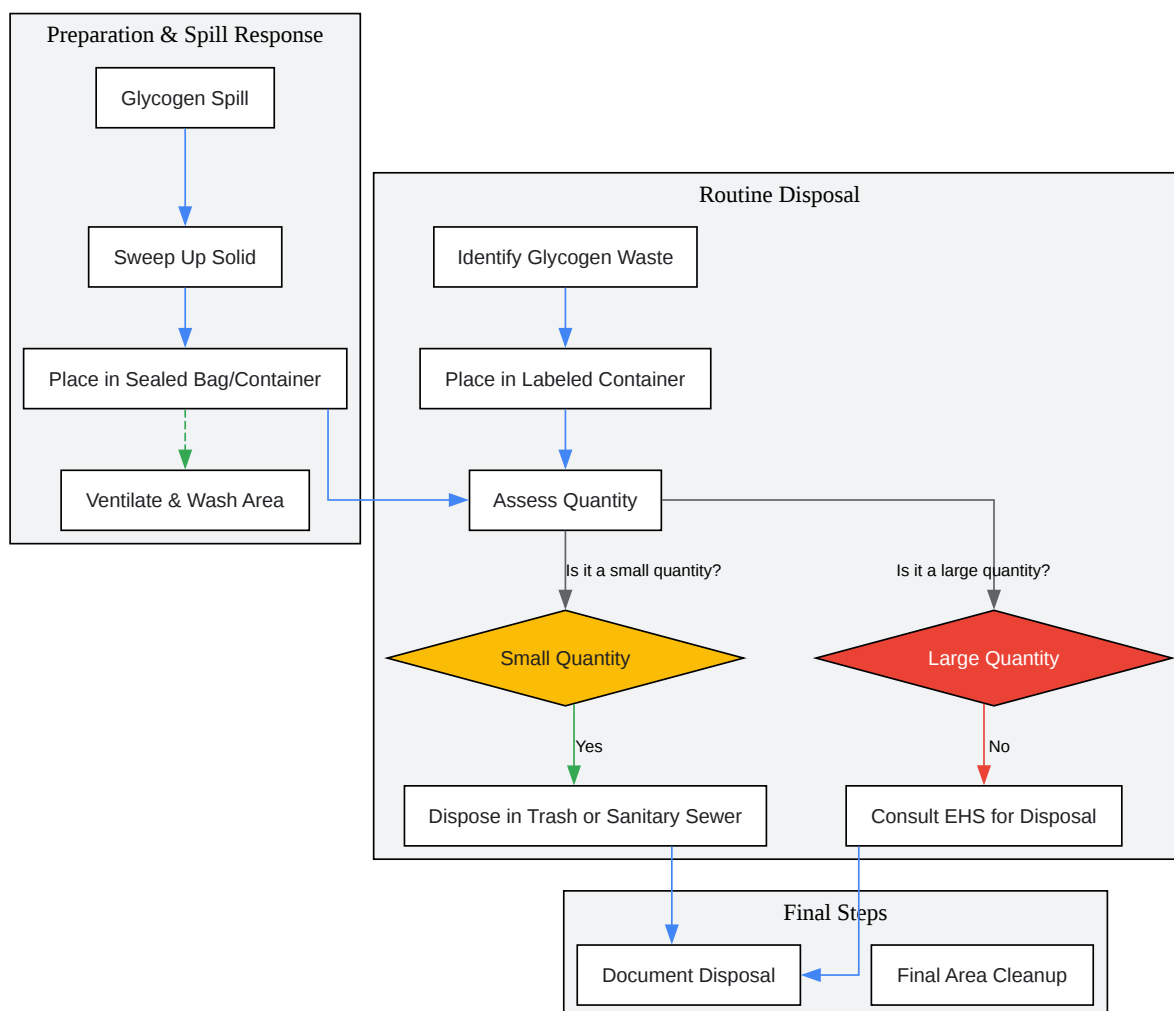 Preparation & Spill Response
Glycogen Spill
Sweep Up Solid
Place in Sealed Bag/Container
Ventilate & Wash Area
Routine Disposal
Identify Glycogen Waste
Place in Labeled Container
Assess Quantity
Is it a small quantity?
Is it a large quantity?
Small Quantity
Large Quantity
Yes
No
Dispose in Trash or Sanitary Sewer
Consult EHS for Disposal
Final Steps
Document Disposal
Final Area Cleanup